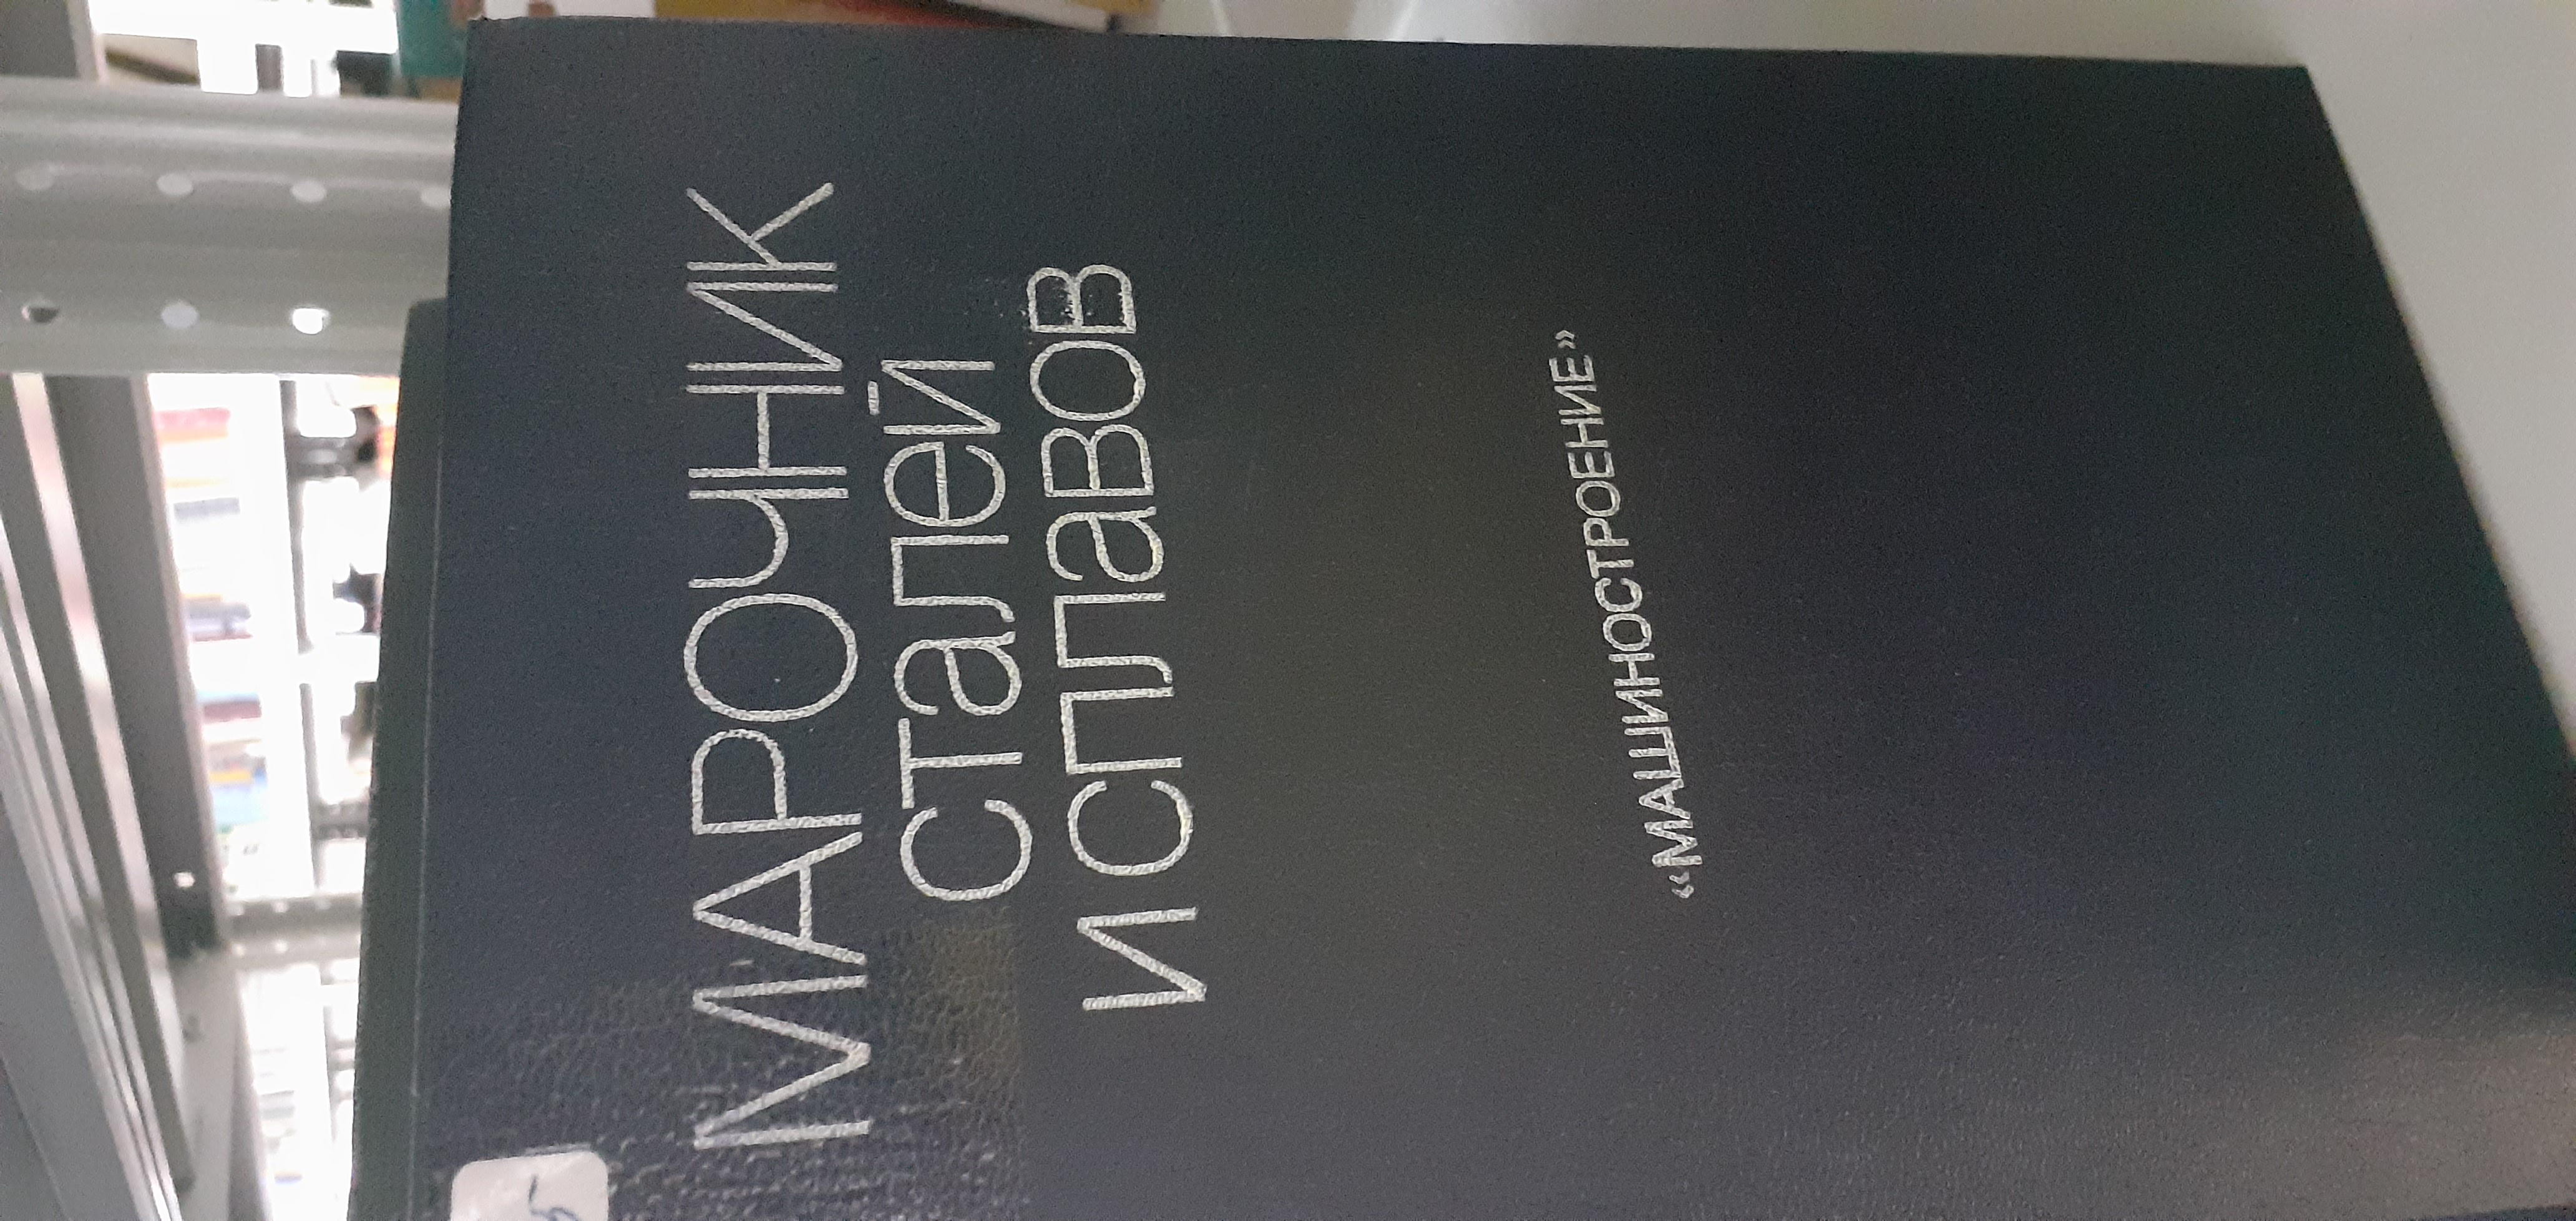 МАРОЧНИК
сталей
и сплавов
«МАШИНОСТРОЕНИЕ»